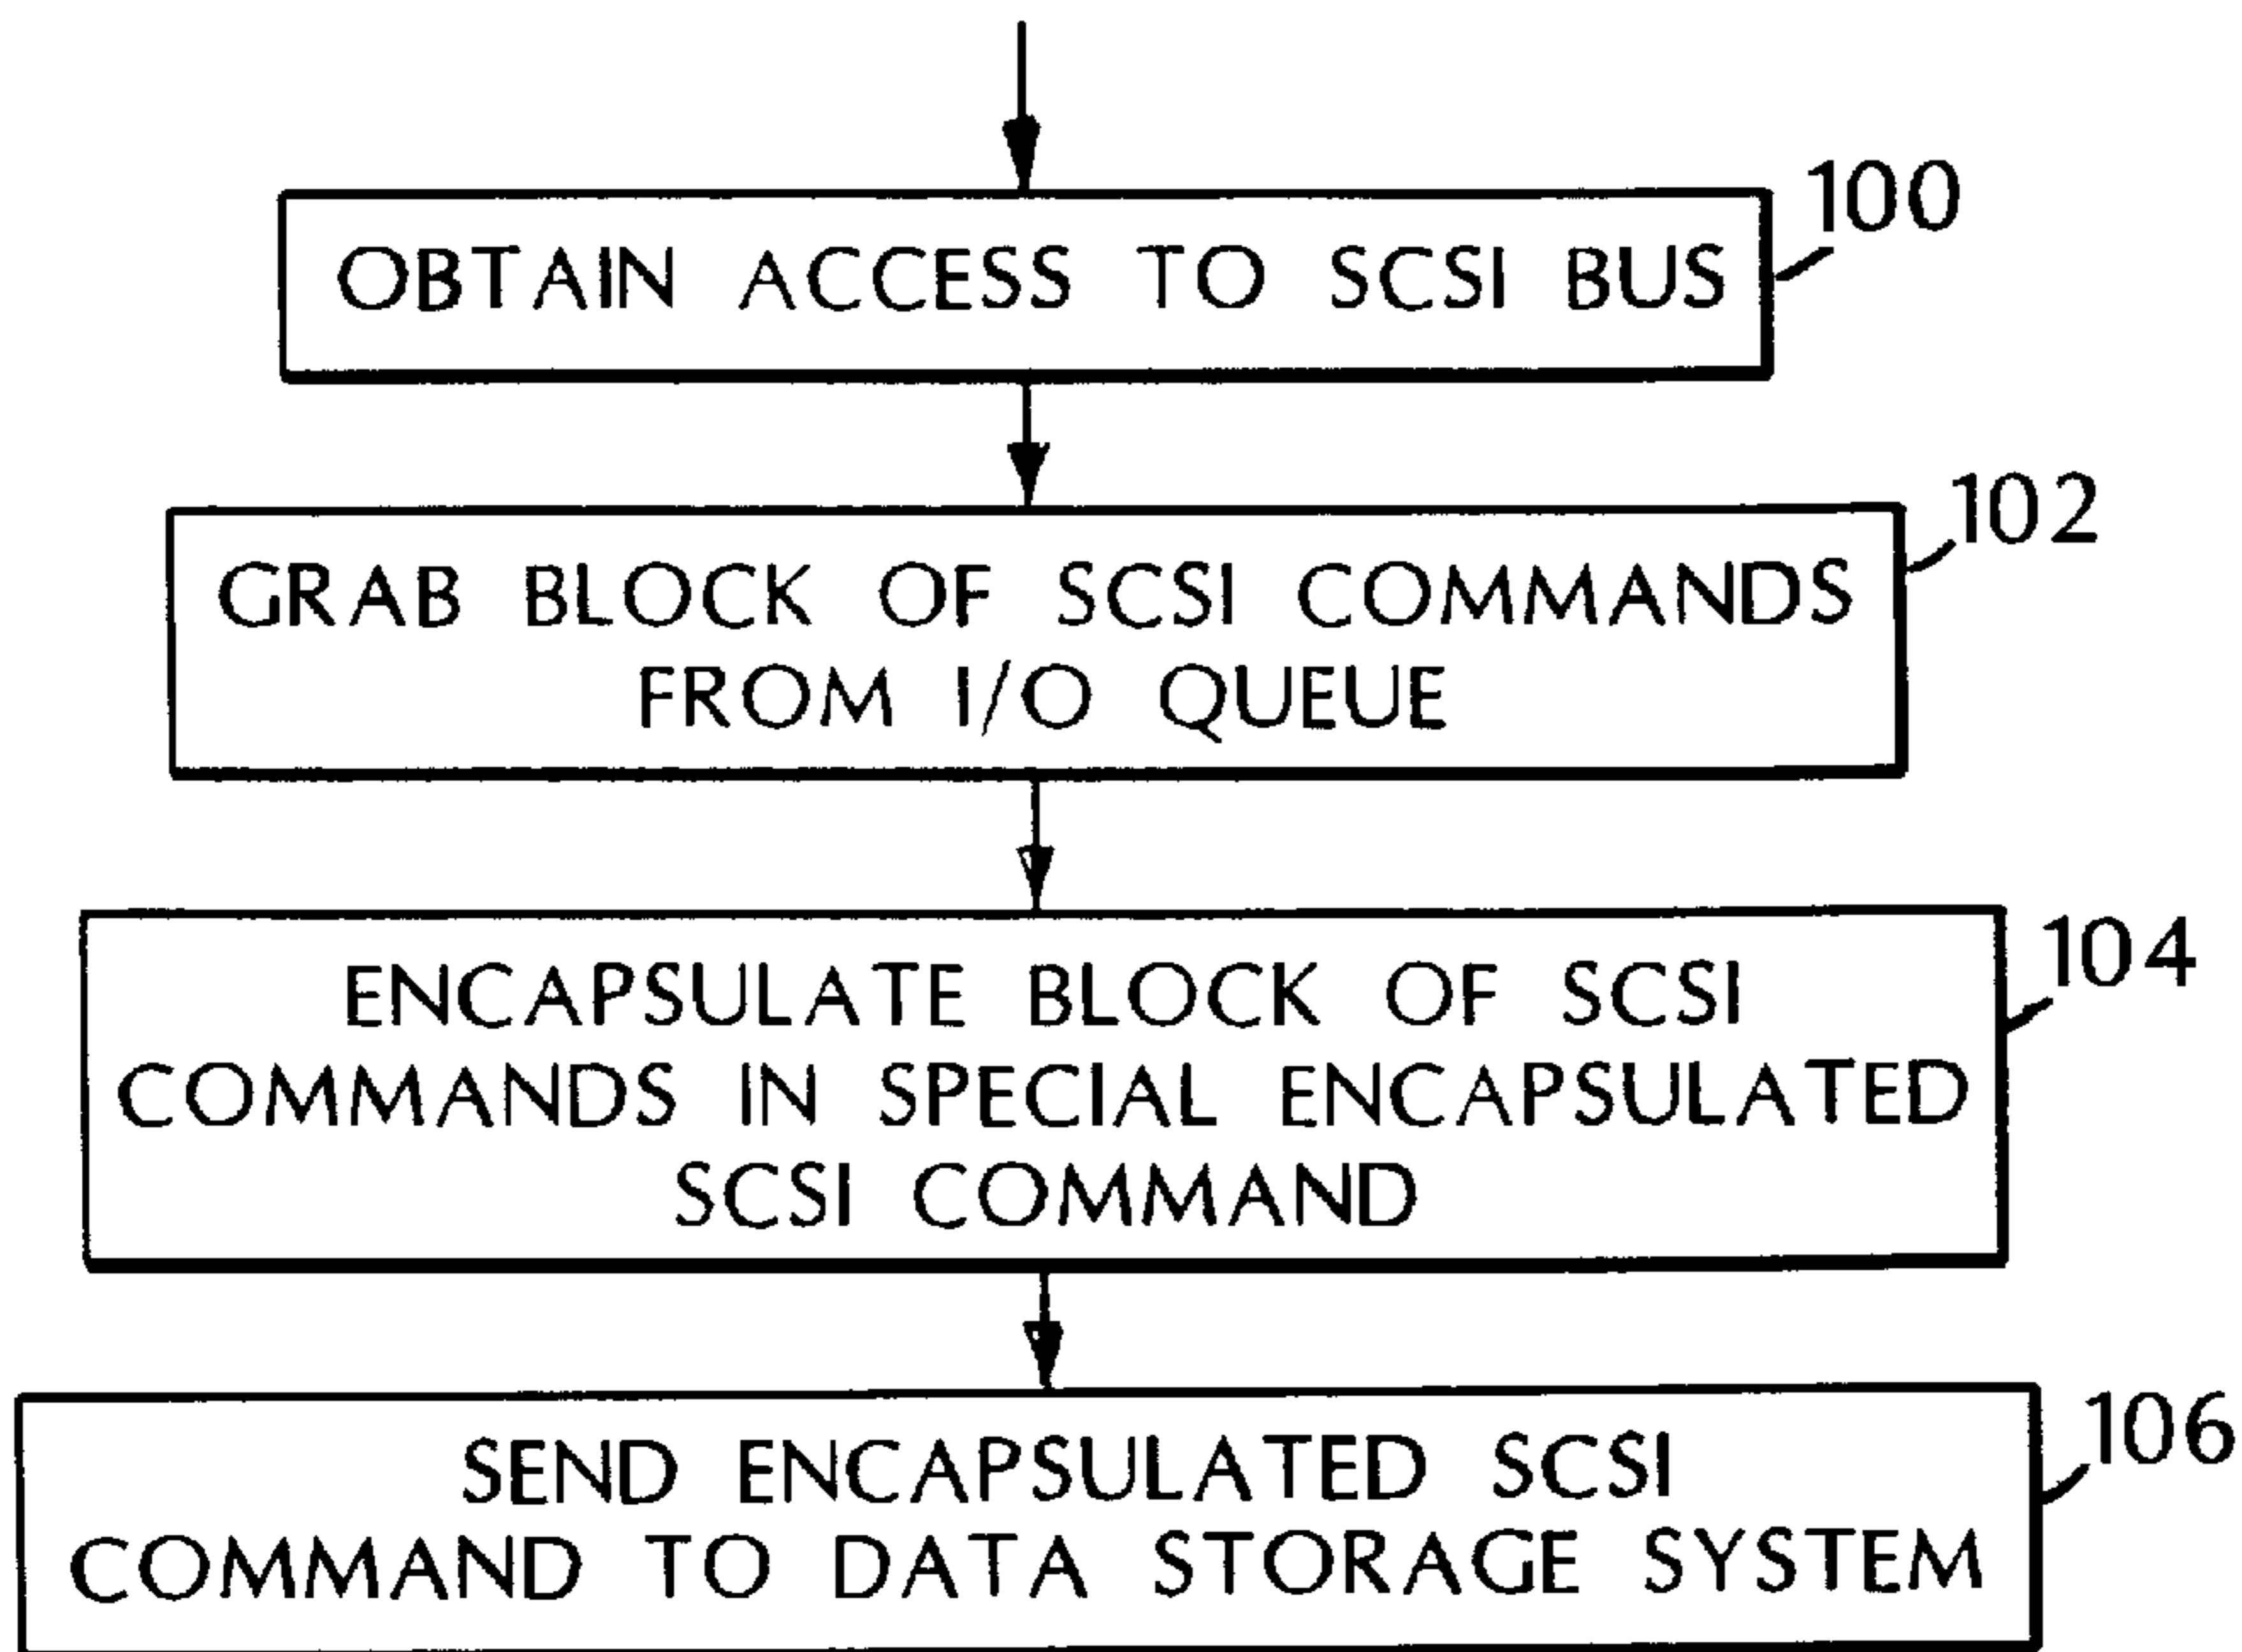 100
OBTAIN ACCESS TO SCSI BUS
102
GRAB BLOCK OF SCSI COMMANDS
FROM I/O QUEUE
104
ENCAPSULATE BLOCK OF SCSI
COMMANDS IN SPECIAL ENCAPSULATED
SCSI COMMAND
106
SEND ENCAPSULATED SCSI
COMMAND TO DATA STORAGE SYSTEM